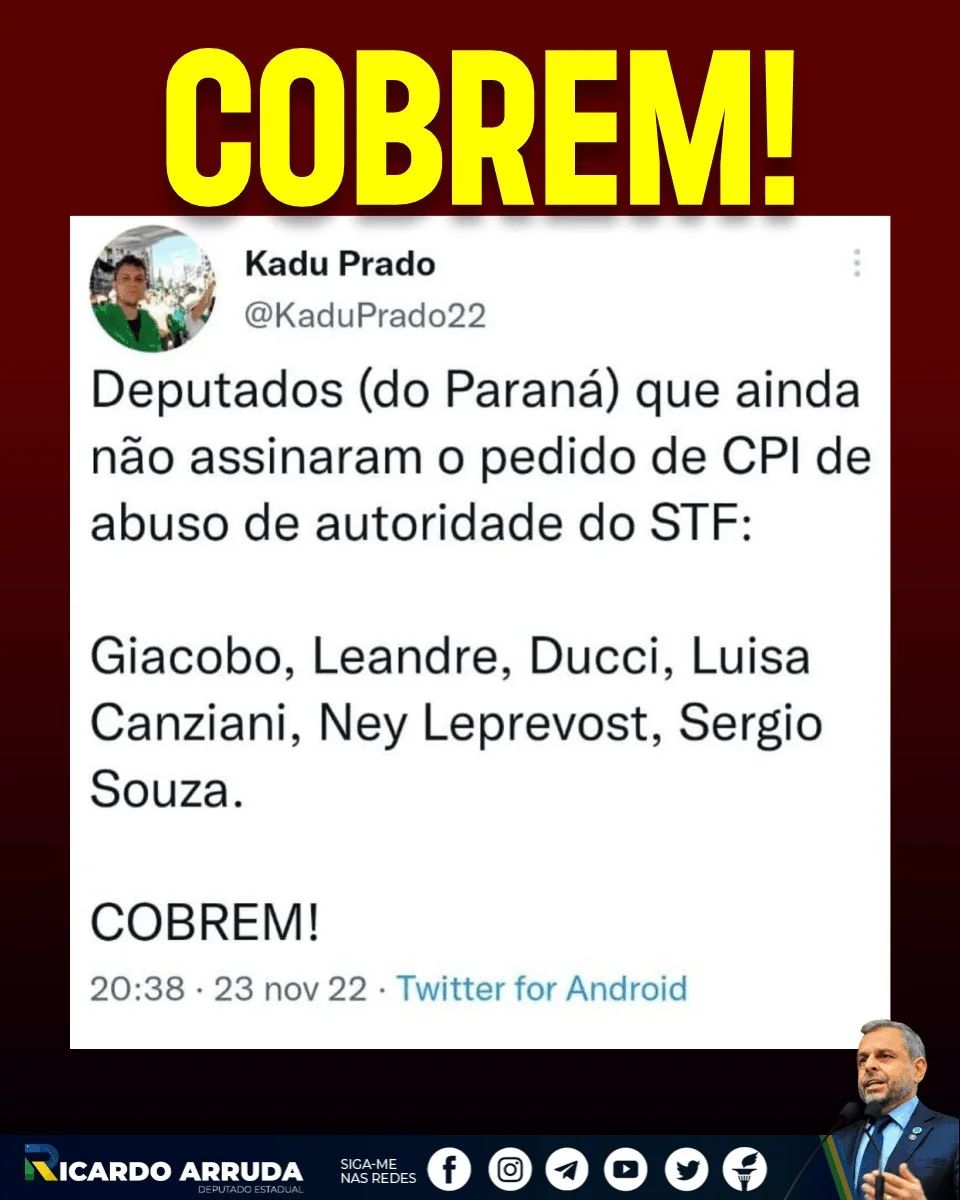 COBREM!
Kadu Prado
@KaduPrado22
Deputados (do Paraná) que ainda
não assinaram o pedido de CPI de
abuso de autoridade do STF:
Giacobo, Leandre, Ducci, Luisa
Canziani, Ney Leprevost, Sergio
Souza.
COBREM!
20:38 · 23 nov 22 · Twitter for Android
RICARDO ARRUDA
DEPUTADO ESTADUAL
SIGA-ME
NAS REDES